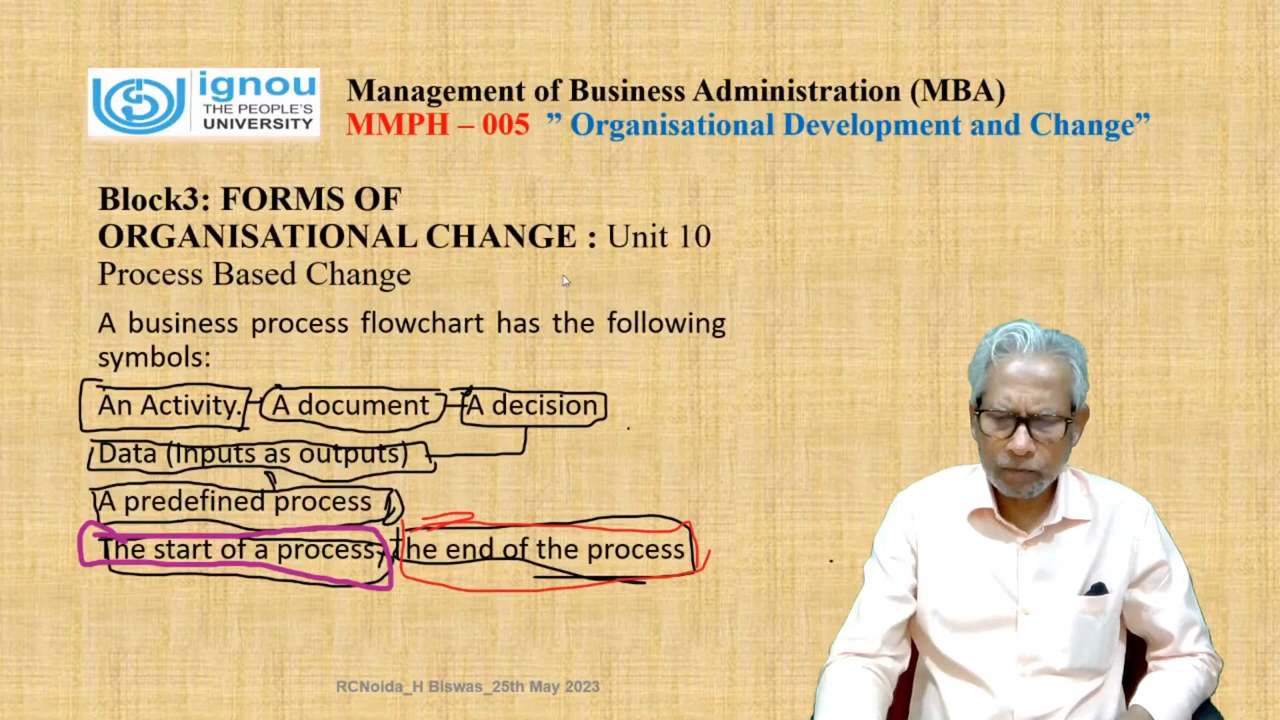 ignou
THE PEOPLE'S
UNIVERSITY
Management of Business Administration (MBA)
MMPH – 005 ” Organisational Development and Change”
Block3: FORMS OF
ORGANISATIONAL CHANGE : Unit 10
Process Based Change
A business process flowchart has the following
symbols:
An Activity. A document A decision
Data (inputs as outputs)
A predefined process
The start of a process, The end of the process
RCNoida_H Biswas_25th May 2023